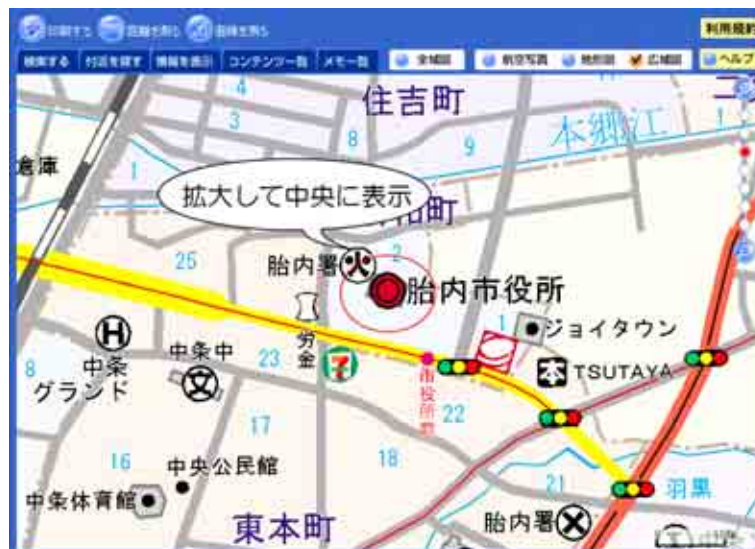 印刷する 距離を測る 面積を測る
利用規約
検索する 付近を探す 情報を表示 コンテンツ一覧 メモ一覧 全域図 航空写真 地形図 広域図 ヘルプ
4
3
住吉町
8
9
本郷江
1
倉庫
1
拡大して中央に表示
町
2
胎内署
火
胎内市役所
25
1
ジョイタウン
労金
H
中条
グランド
8
中条中
文
23
7
市役所前
TSUTAYA
22
17
18
16
中央公民館
中条体育館
21
羽黒
胎内署
東本町